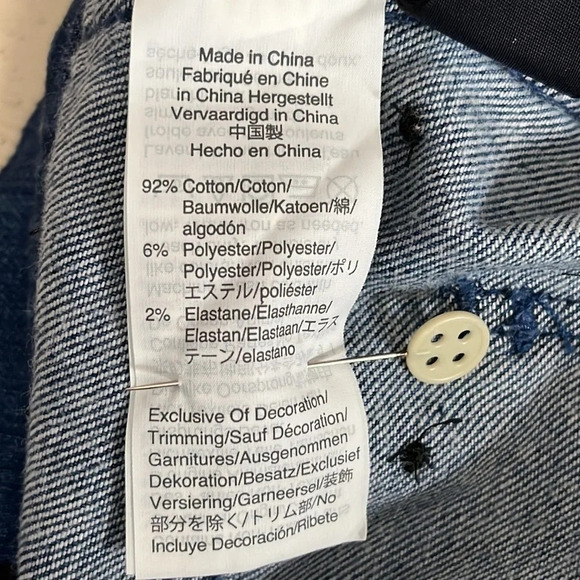 Made in China
Fabriqué en Chine
in China Hergestellt
Vervaardigd in China
中国製
Hecho en China
92% Cotton/Coton/
Baumwolle/Katoen/綿/
algodón
6% Polyester/Polyester/
Polyester/Polyester/ポリ
エステル/poliéster
2% Elastane/Elasthanne/
Elastan/Elastaan/エラス
テーン/elastano
Exclusive Of Decoration/
Trimming/Sauf Décoration/
Garnitures/Ausgenommen
Dekoration/Besatz/Exclusief
Versiering/Garneersel/装飾
部分を除く/トリム部/No
Incluye Decoración/Ribete